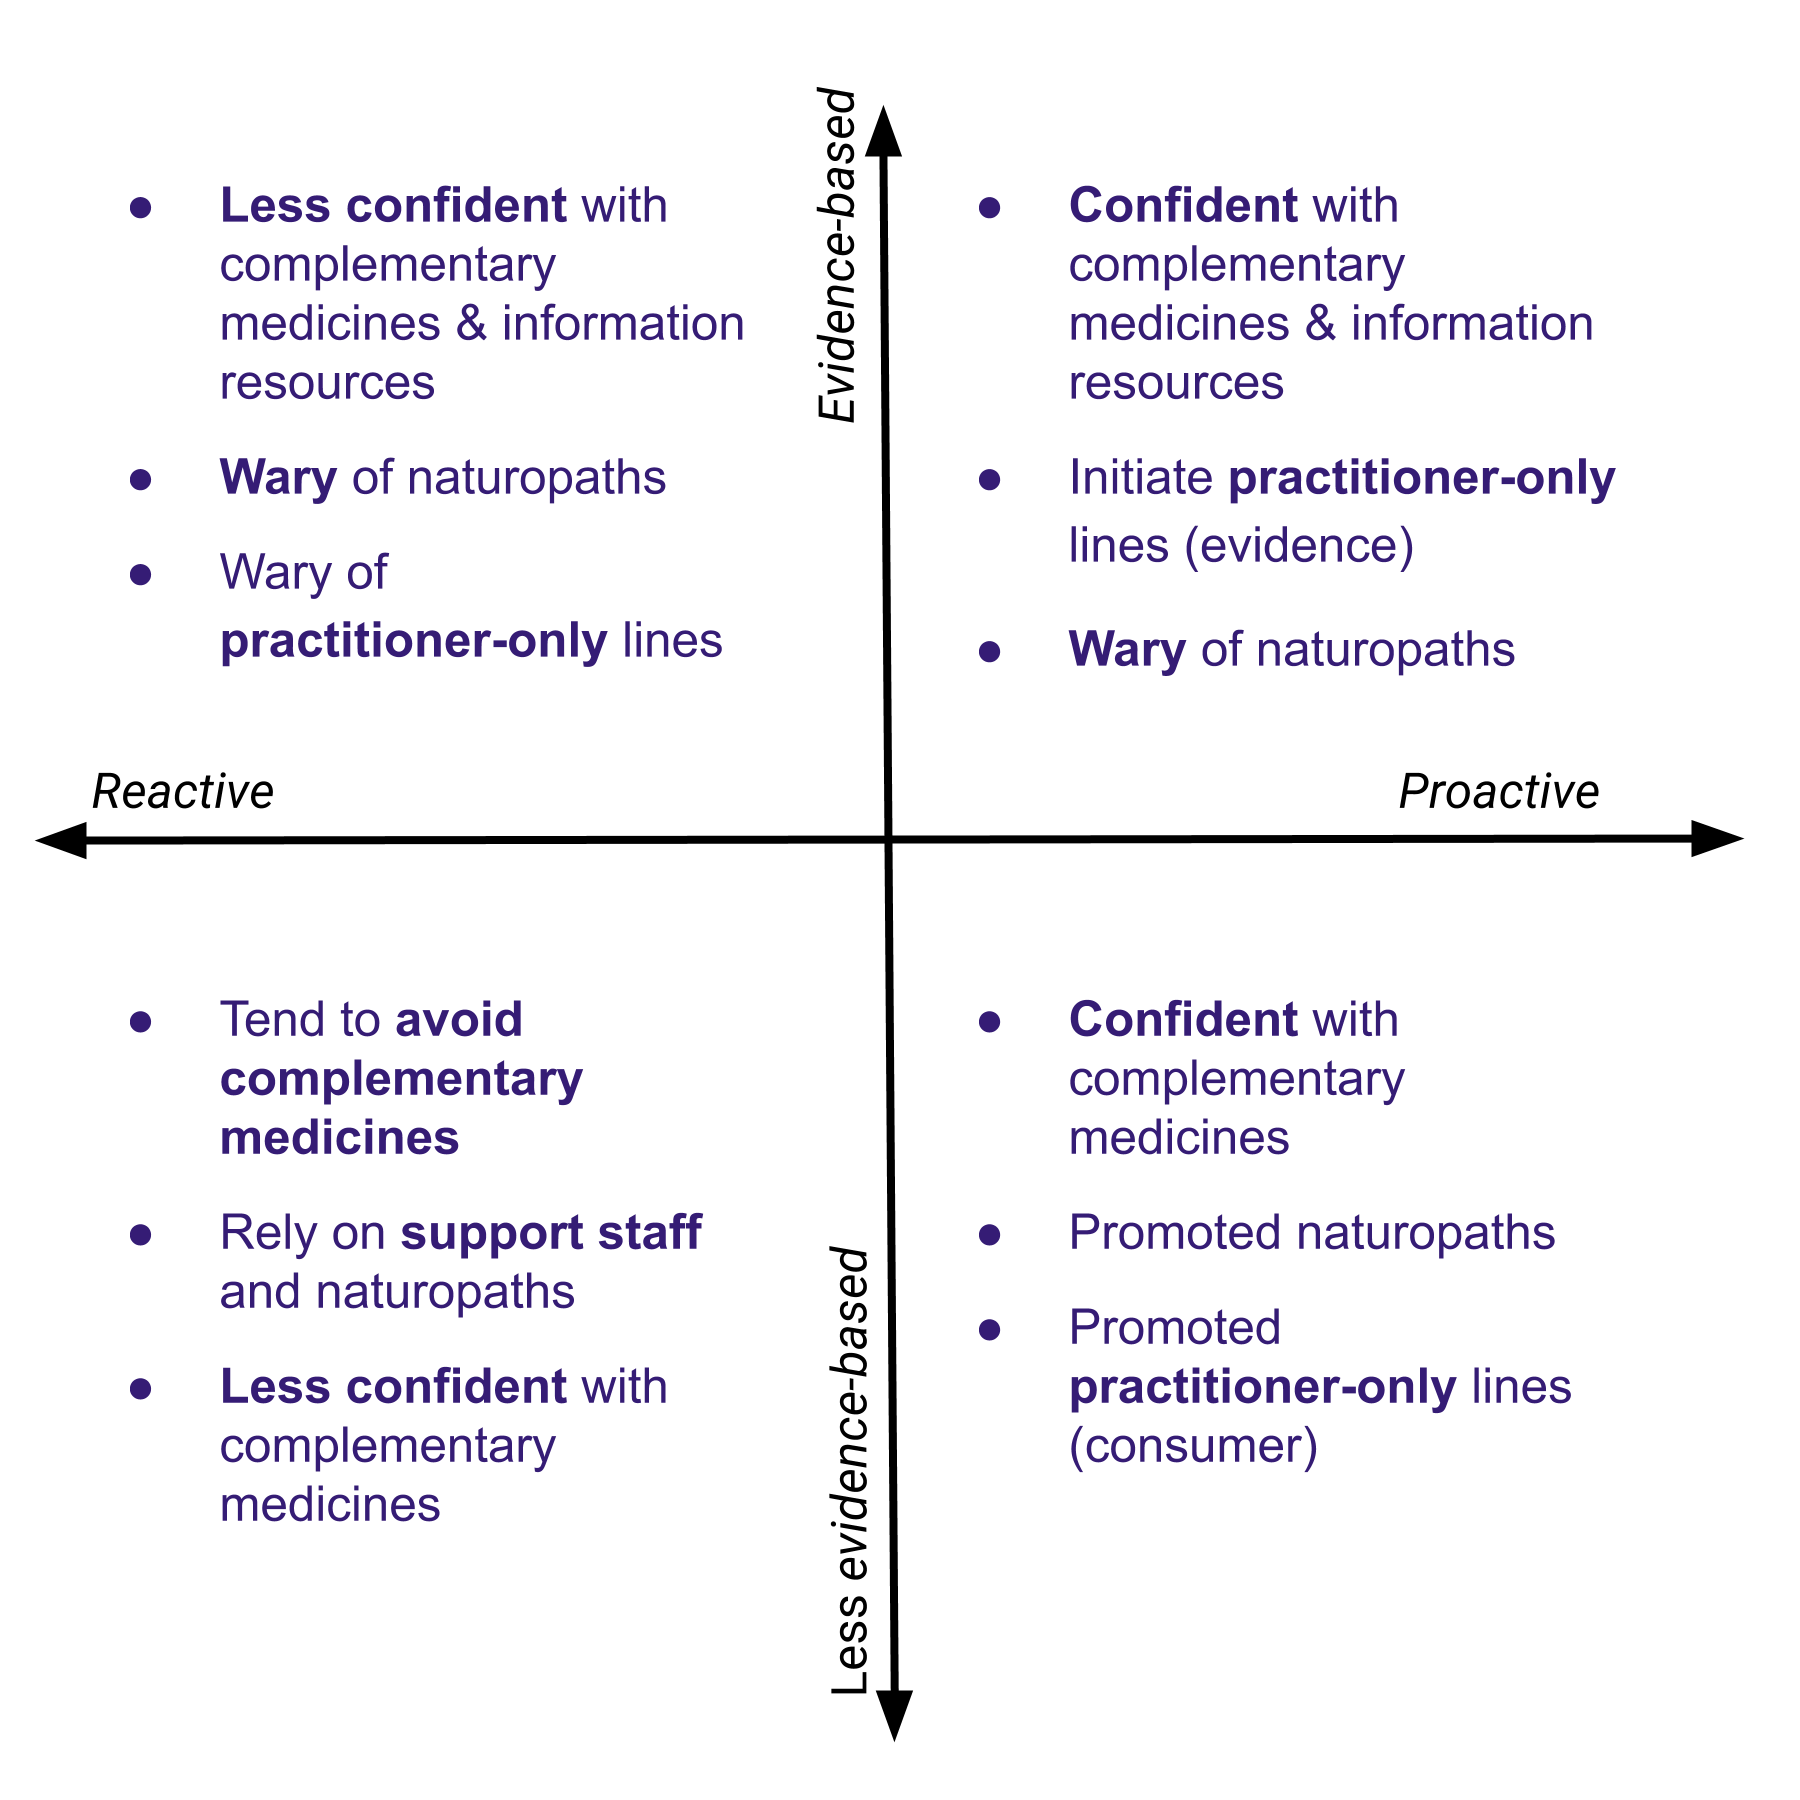 Evidence-based
● Less confident with
complementary
medicines & information
resources
● Wary of naturopaths
● Wary of
practitioner-only lines
● Confident with
complementary
medicines & information
resources
● Initiate practitioner-only
lines (evidence)
● Wary of naturopaths
Reactive
Proactive
● Tend to avoid
complementary
medicines
● Rely on support staff
and naturopaths
● Less confident with
complementary
medicines
Less evidence-based
● Confident with
complementary
medicines
● Promoted naturopaths
● Promoted
practitioner-only lines
(consumer)